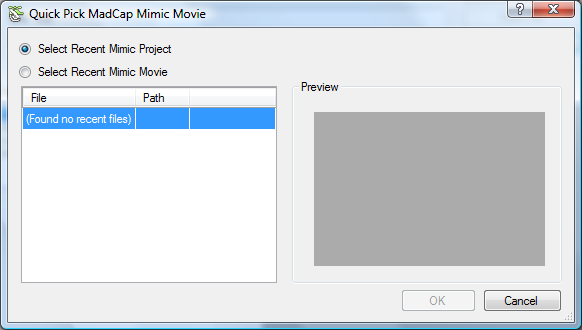 Quick Pick MadCap Mimic Movie
?
X
Select Recent Mimic Project
Select Recent Mimic Movie
File Path
(Found no recent files)
Preview
OK Cancel